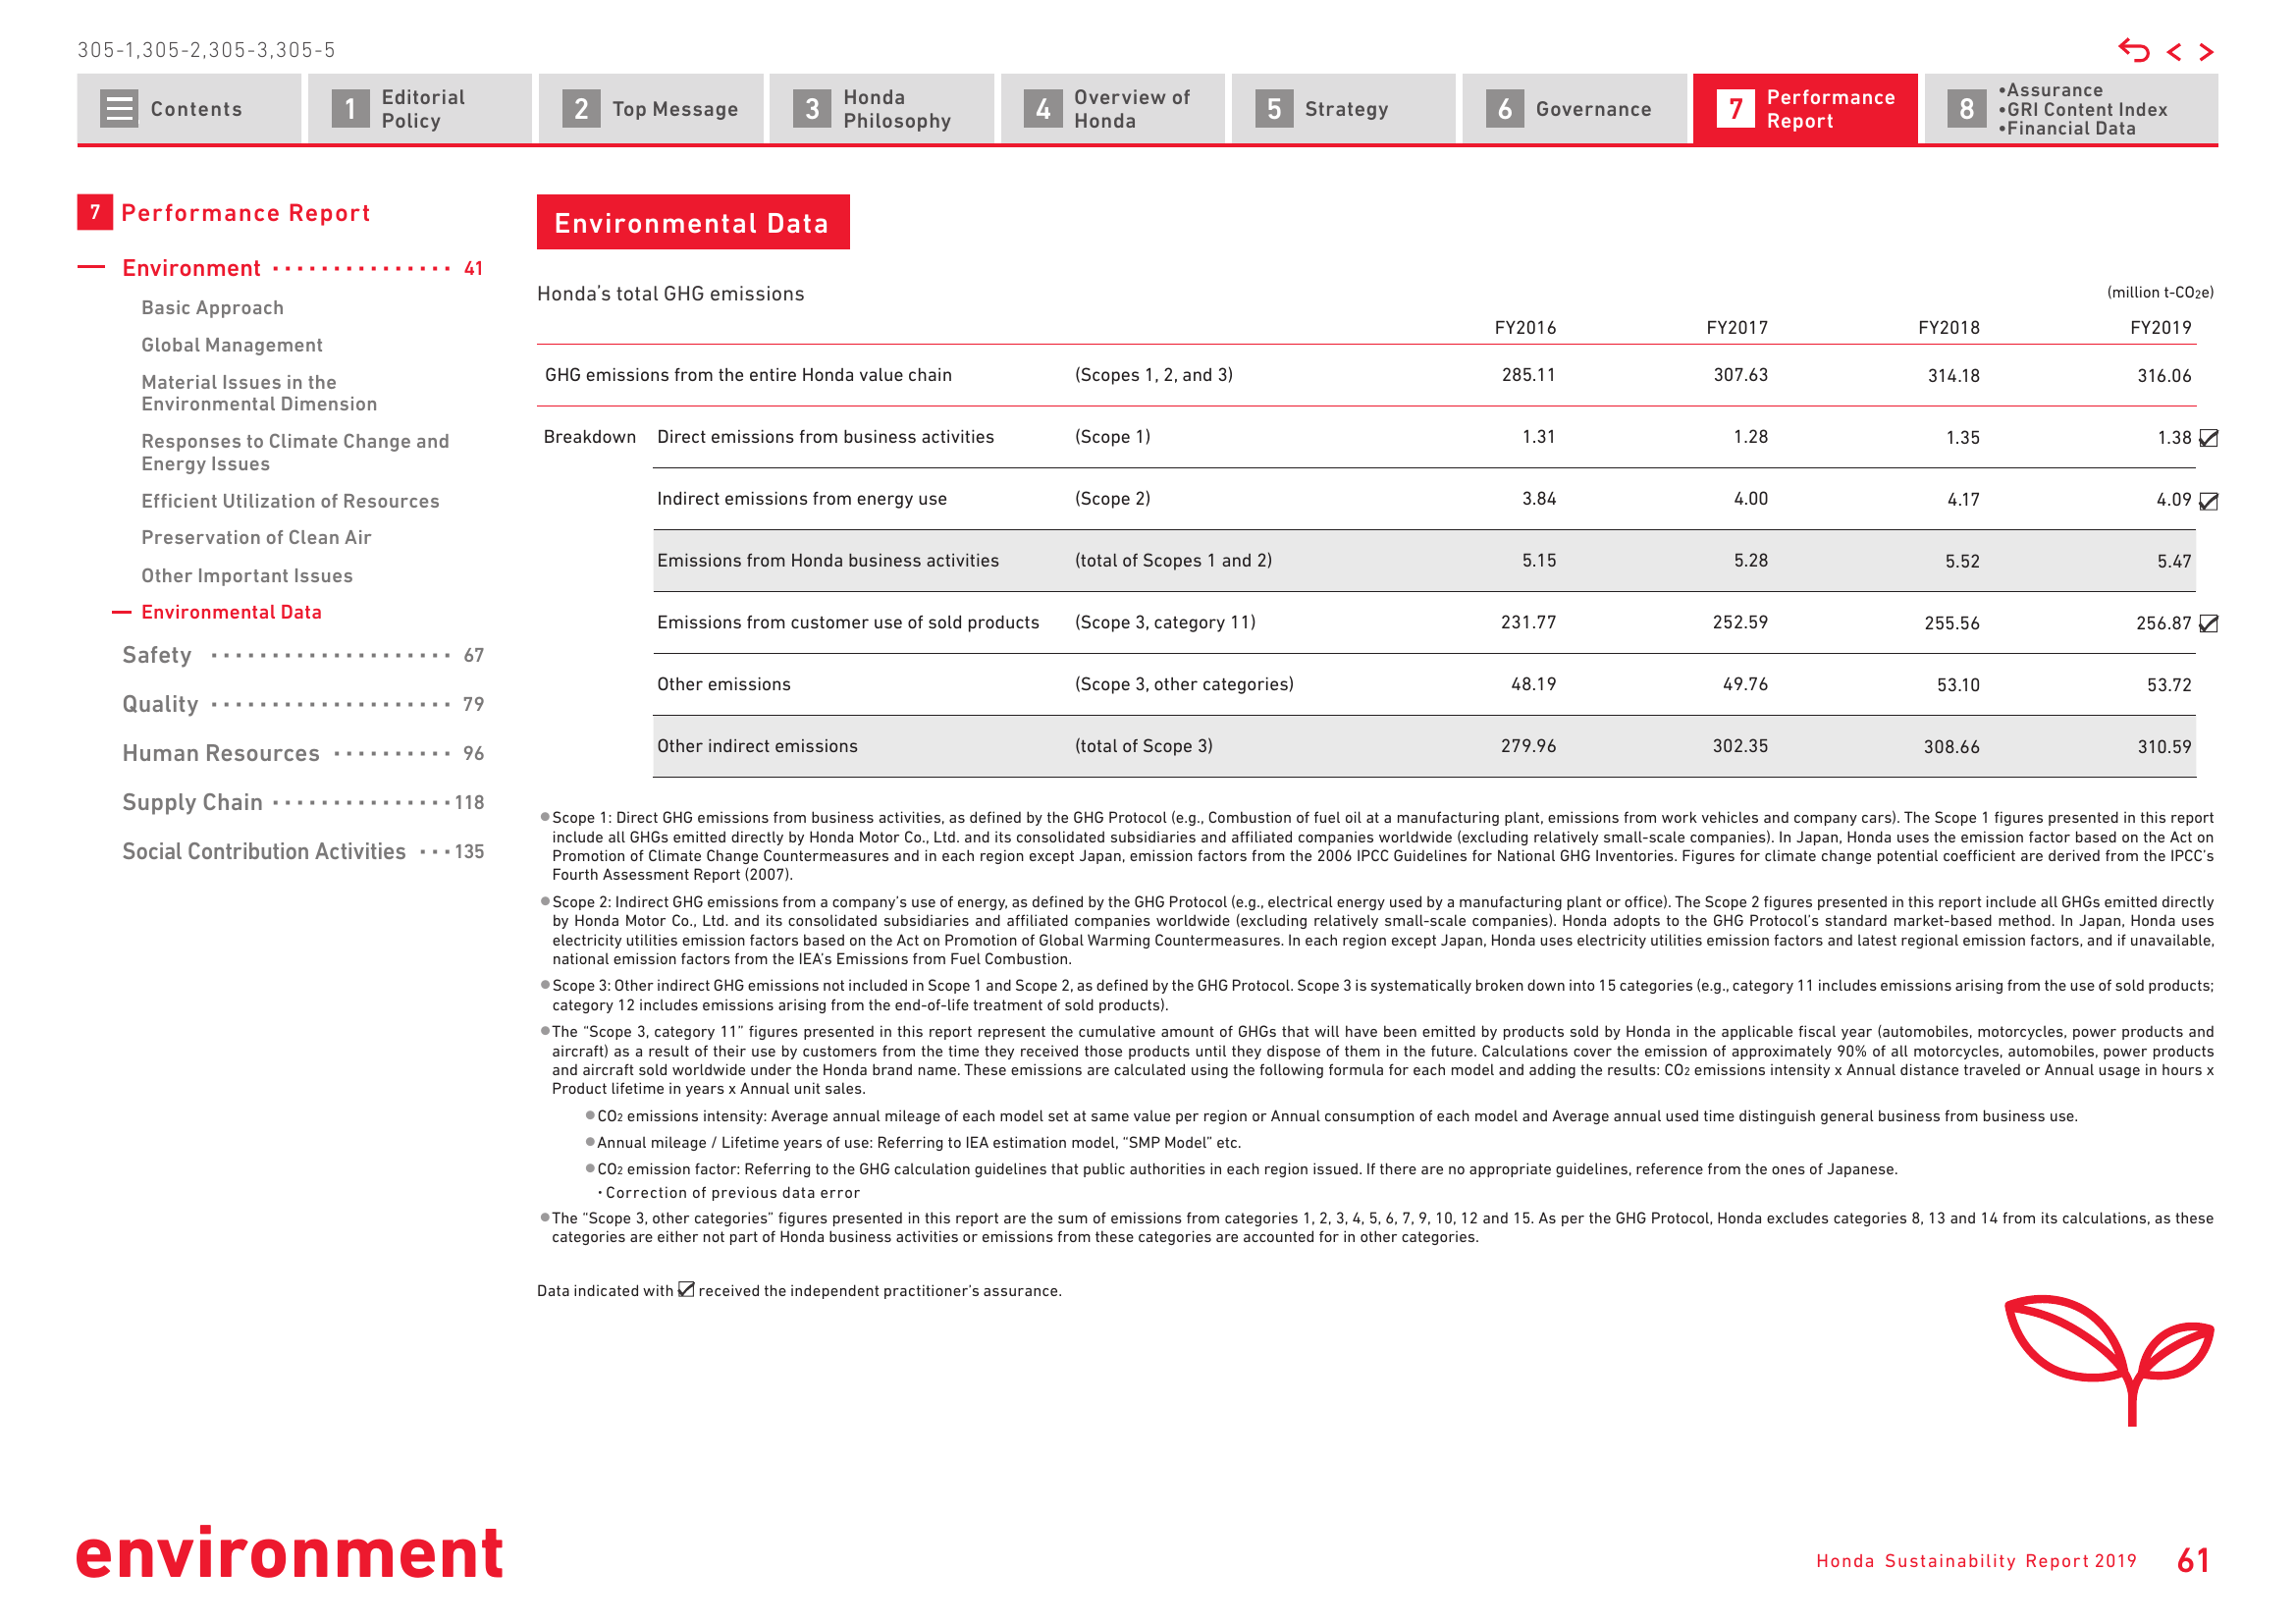 305-1,305-2,305-3,305-5
Contents
1 Editorial
Policy
2 Top Message
3 Honda
Philosophy
4 Overview of
Honda
5 Strategy
6 Governance
7 Performance
Report
8 •Assurance
•GRI Content Index
•Financial Data
7 Performance Report
Environment 41
Basic Approach
Global Management
Material Issues in the
Environmental Dimension
Responses to Climate Change and
Energy Issues
Efficient Utilization of Resources
Preservation of Clean Air
Other Important Issues
Environmental Data
Safety 67
Quality 79
Human Resources 96
Supply Chain 118
Social Contribution Activities 135
Environmental Data
Honda's total GHG emissions (million t-CO2e)
FY2016 FY2017 FY2018 FY2019
GHG emissions from the entire Honda value chain (Scopes 1, 2, and 3) 285.11 307.63 314.18 316.06
Breakdown Direct emissions from business activities (Scope 1) 1.31 1.28 1.35 1.38
Indirect emissions from energy use (Scope 2) 3.84 4.00 4.17 4.09
Emissions from Honda business activities (total of Scopes 1 and 2) 5.15 5.28 5.52 5.47
Emissions from customer use of sold products (Scope 3, category 11) 231.77 252.59 255.56 256.87
Other emissions (Scope 3, other categories) 48.19 49.76 53.10 53.72
Other indirect emissions (total of Scope 3) 279.96 302.35 308.66 310.59
●Scope 1: Direct GHG emissions from business activities, as defined by the GHG Protocol (e.g., Combustion of fuel oil at a manufacturing plant, emissions from work vehicles and company cars). The Scope 1 figures presented in this report
include all GHGs emitted directly by Honda Motor Co., Ltd. and its consolidated subsidiaries and affiliated companies worldwide (excluding relatively small-scale companies). In Japan, Honda uses the emission factor based on the Act on
Promotion of Climate Change Countermeasures and in each region except Japan, emission factors from the 2006 IPCC Guidelines for National GHG Inventories. Figures for climate change potential coefficient are derived from the IPCC's
Fourth Assessment Report (2007).
●Scope 2: Indirect GHG emissions from a company's use of energy, as defined by the GHG Protocol (e.g., electrical energy used by a manufacturing plant or office). The Scope 2 figures presented in this report include all GHGs emitted directly
by Honda Motor Co., Ltd. and its consolidated subsidiaries and affiliated companies worldwide (excluding relatively small-scale companies). Honda adopts to the GHG Protocol's standard market-based method. In Japan, Honda uses
electricity utilities emission factors based on the Act on Promotion of Global Warming Countermeasures. In each region except Japan, Honda uses electricity utilities emission factors and latest regional emission factors, and if unavailable,
national emission factors from the IEA's Emissions from Fuel Combustion.
●Scope 3: Other indirect GHG emissions not included in Scope 1 and Scope 2, as defined by the GHG Protocol. Scope 3 is systematically broken down into 15 categories (e.g., category 11 includes emissions arising from the use of sold products;
category 12 includes emissions arising from the end-of-life treatment of sold products).
●The "Scope 3, category 11" figures presented in this report represent the cumulative amount of GHGs that will have been emitted by products sold by Honda in the applicable fiscal year (automobiles, motorcycles, power products and
aircraft) as a result of their use by customers from the time they received those products until they dispose of them in the future. Calculations cover the emission of approximately 90% of all motorcycles, automobiles, power products
and aircraft sold worldwide under the Honda brand name. These emissions are calculated using the following formula for each model and adding the results: CO2 emissions intensity x Annual distance traveled or Annual usage in hours x
Product lifetime in years x Annual unit sales.
●CO2 emissions intensity: Average annual mileage of each model set at same value per region or Annual consumption of each model and Average annual used time distinguish general business from business use.
●Annual mileage / Lifetime years of use: Referring to IEA estimation model, "SMP Model" etc.
●CO2 emission factor: Referring to the GHG calculation guidelines that public authorities in each region issued. If there are no appropriate guidelines, reference from the ones of Japanese.
・Correction of previous data error
●The "Scope 3, other categories" figures presented in this report are the sum of emissions from categories 1, 2, 3, 4, 5, 6, 7, 9, 10, 12 and 15. As per the GHG Protocol, Honda excludes categories 8, 13 and 14 from its calculations, as these
categories are either not part of Honda business activities or emissions from these categories are accounted for in other categories.
Data indicated with ☑ received the independent practitioner's assurance.
environment
Honda Sustainability Report 2019 61